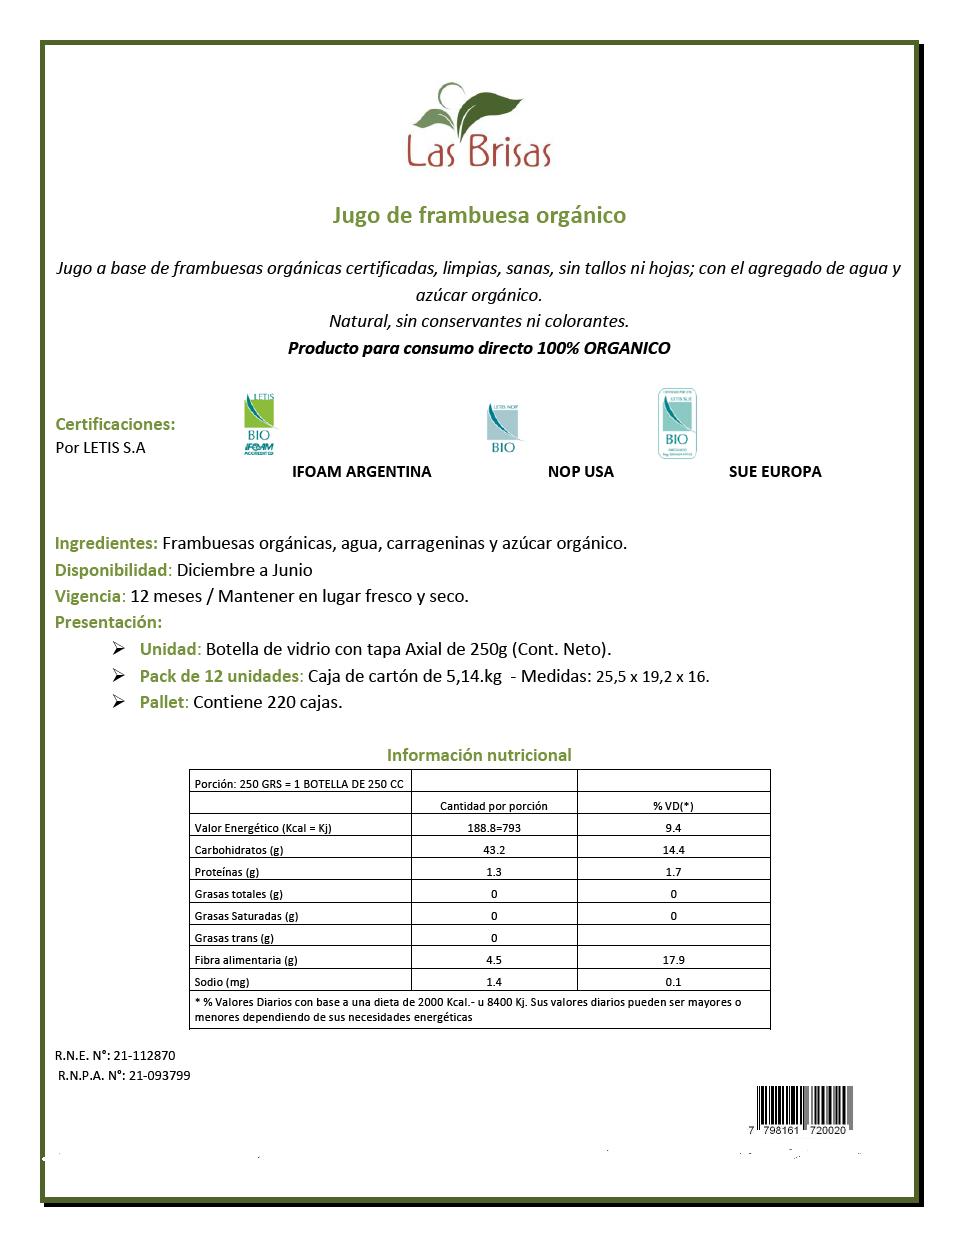 Las Brisas
Jugo de frambuesa orgánico
Jugo a base de frambuesas orgánicas certificadas, limpias, sanas, sin tallos ni hojas; con el agregado de agua y
azúcar orgánico.
Natural, sin conservantes ni colorantes.
Producto para consumo directo 100% ORGANICO
Certificaciones:
Por LETIS S.A
LETIS
BIO
IFOAM
ACCREDITED
LETIS NOP
BIO
LETIS SUE
BIO
IFOAM ARGENTINA NOP USA SUE EUROPA
Ingredientes: Frambuesas orgánicas, agua, carrageninas y azúcar orgánico.
Disponibilidad: Diciembre a Junio
Vigencia: 12 meses / Mantener en lugar fresco y seco.
Presentación:
➢ Unidad: Botella de vidrio con tapa Axial de 250g (Cont. Neto).
➢ Pack de 12 unidades: Caja de cartón de 5,14.kg - Medidas: 25,5 x 19,2 x 16.
➢ Pallet: Contiene 220 cajas.
Información nutricional
Porción: 250 GRS = 1 BOTELLA DE 250 CC
Cantidad por porción % VD(*)
Valor Energético (Kcal = Kj) 188.8=793 9.4
Carbohidratos (g) 43.2 14.4
Proteínas (g) 1.3 1.7
Grasas totales (g) 0 0
Grasas Saturadas (g) 0 0
Grasas trans (g) 0
Fibra alimentaria (g) 4.5 17.9
Sodio (mg) 1.4 0.1
* % Valores Diarios con base a una dieta de 2000 Kcal.- u 8400 Kj. Sus valores diarios pueden ser mayores o
menores dependiendo de sus necesidades energéticas
R.N.E. N°: 21-112870
R.N.P.A. N°: 21-093799
7 798161 720020